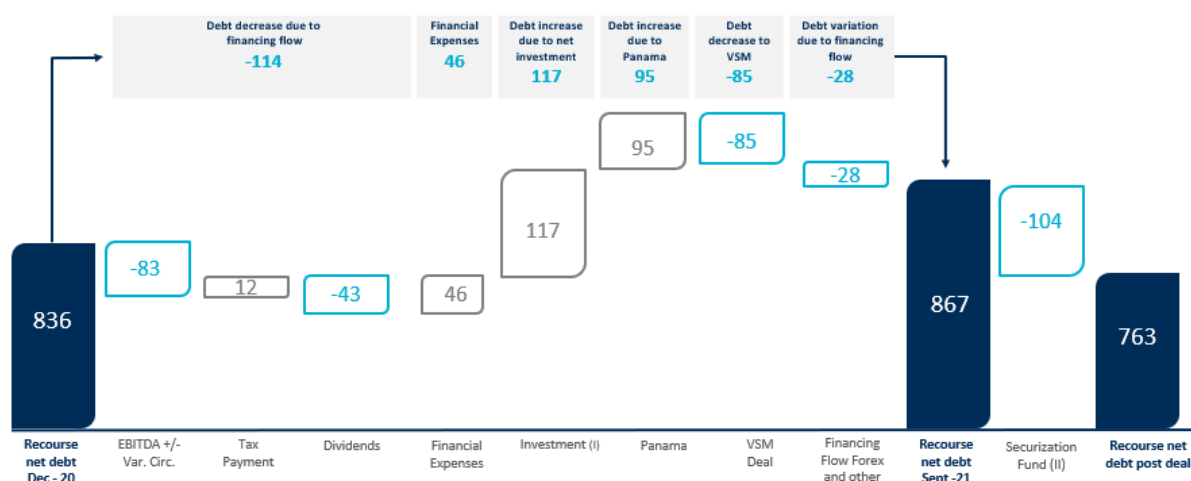 Debt decrease due to
financing flow
-114
Financial
Expenses
46
Debt increase
due to net
investment
117
Debt increase
due to
Panama
95
Debt
decrease to
VSM
-85
Debt variation
due to financing
flow
-28
836
-83
12
-43
46
117
95
-85
-28
867
-104
763
Recourse
net debt
Dec - 20
EBITDA +/-
Var. Circ.
Tax
Payment
Dividends
Financial
Expenses
Investment (I)
Panama
VSM
Deal
Financing
Flow Forex
and other
Recourse
net debt
Sept -21
Securization
Fund (II)
Recourse net
debt post deal